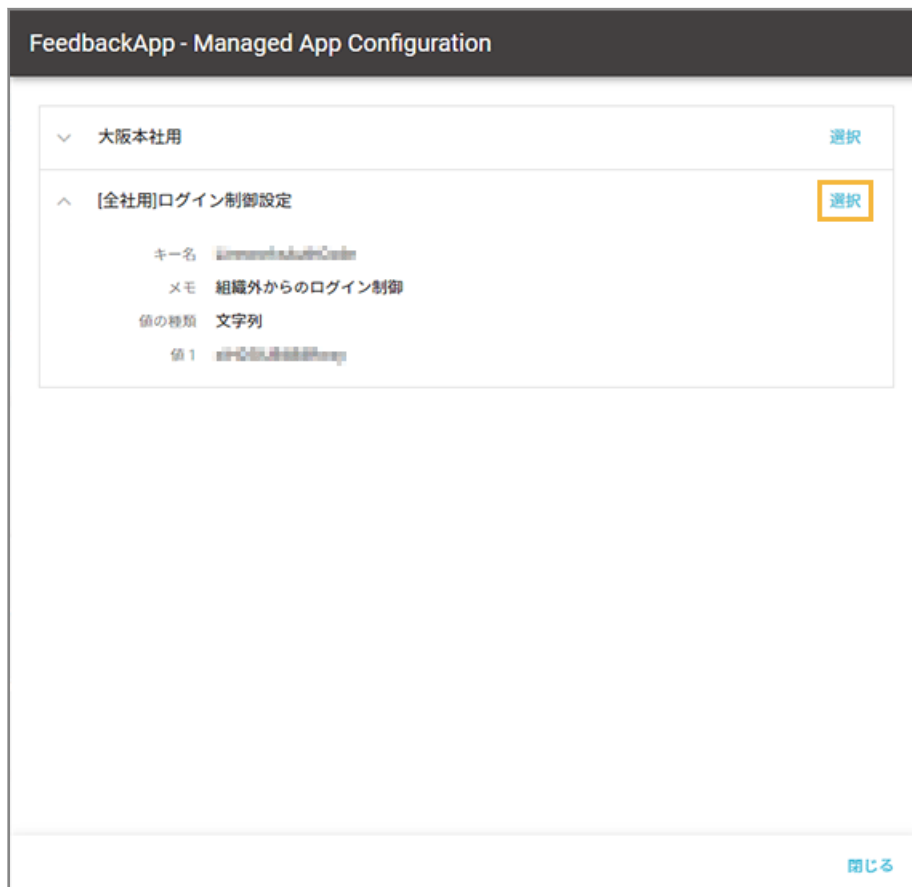 FeedbackApp - Managed App Configuration
大阪本社用 選択
[全社用]ログイン制御設定 選択
キー名
メモ 組織外からのログイン制御
値の種類 文字列
値 1
閉じる